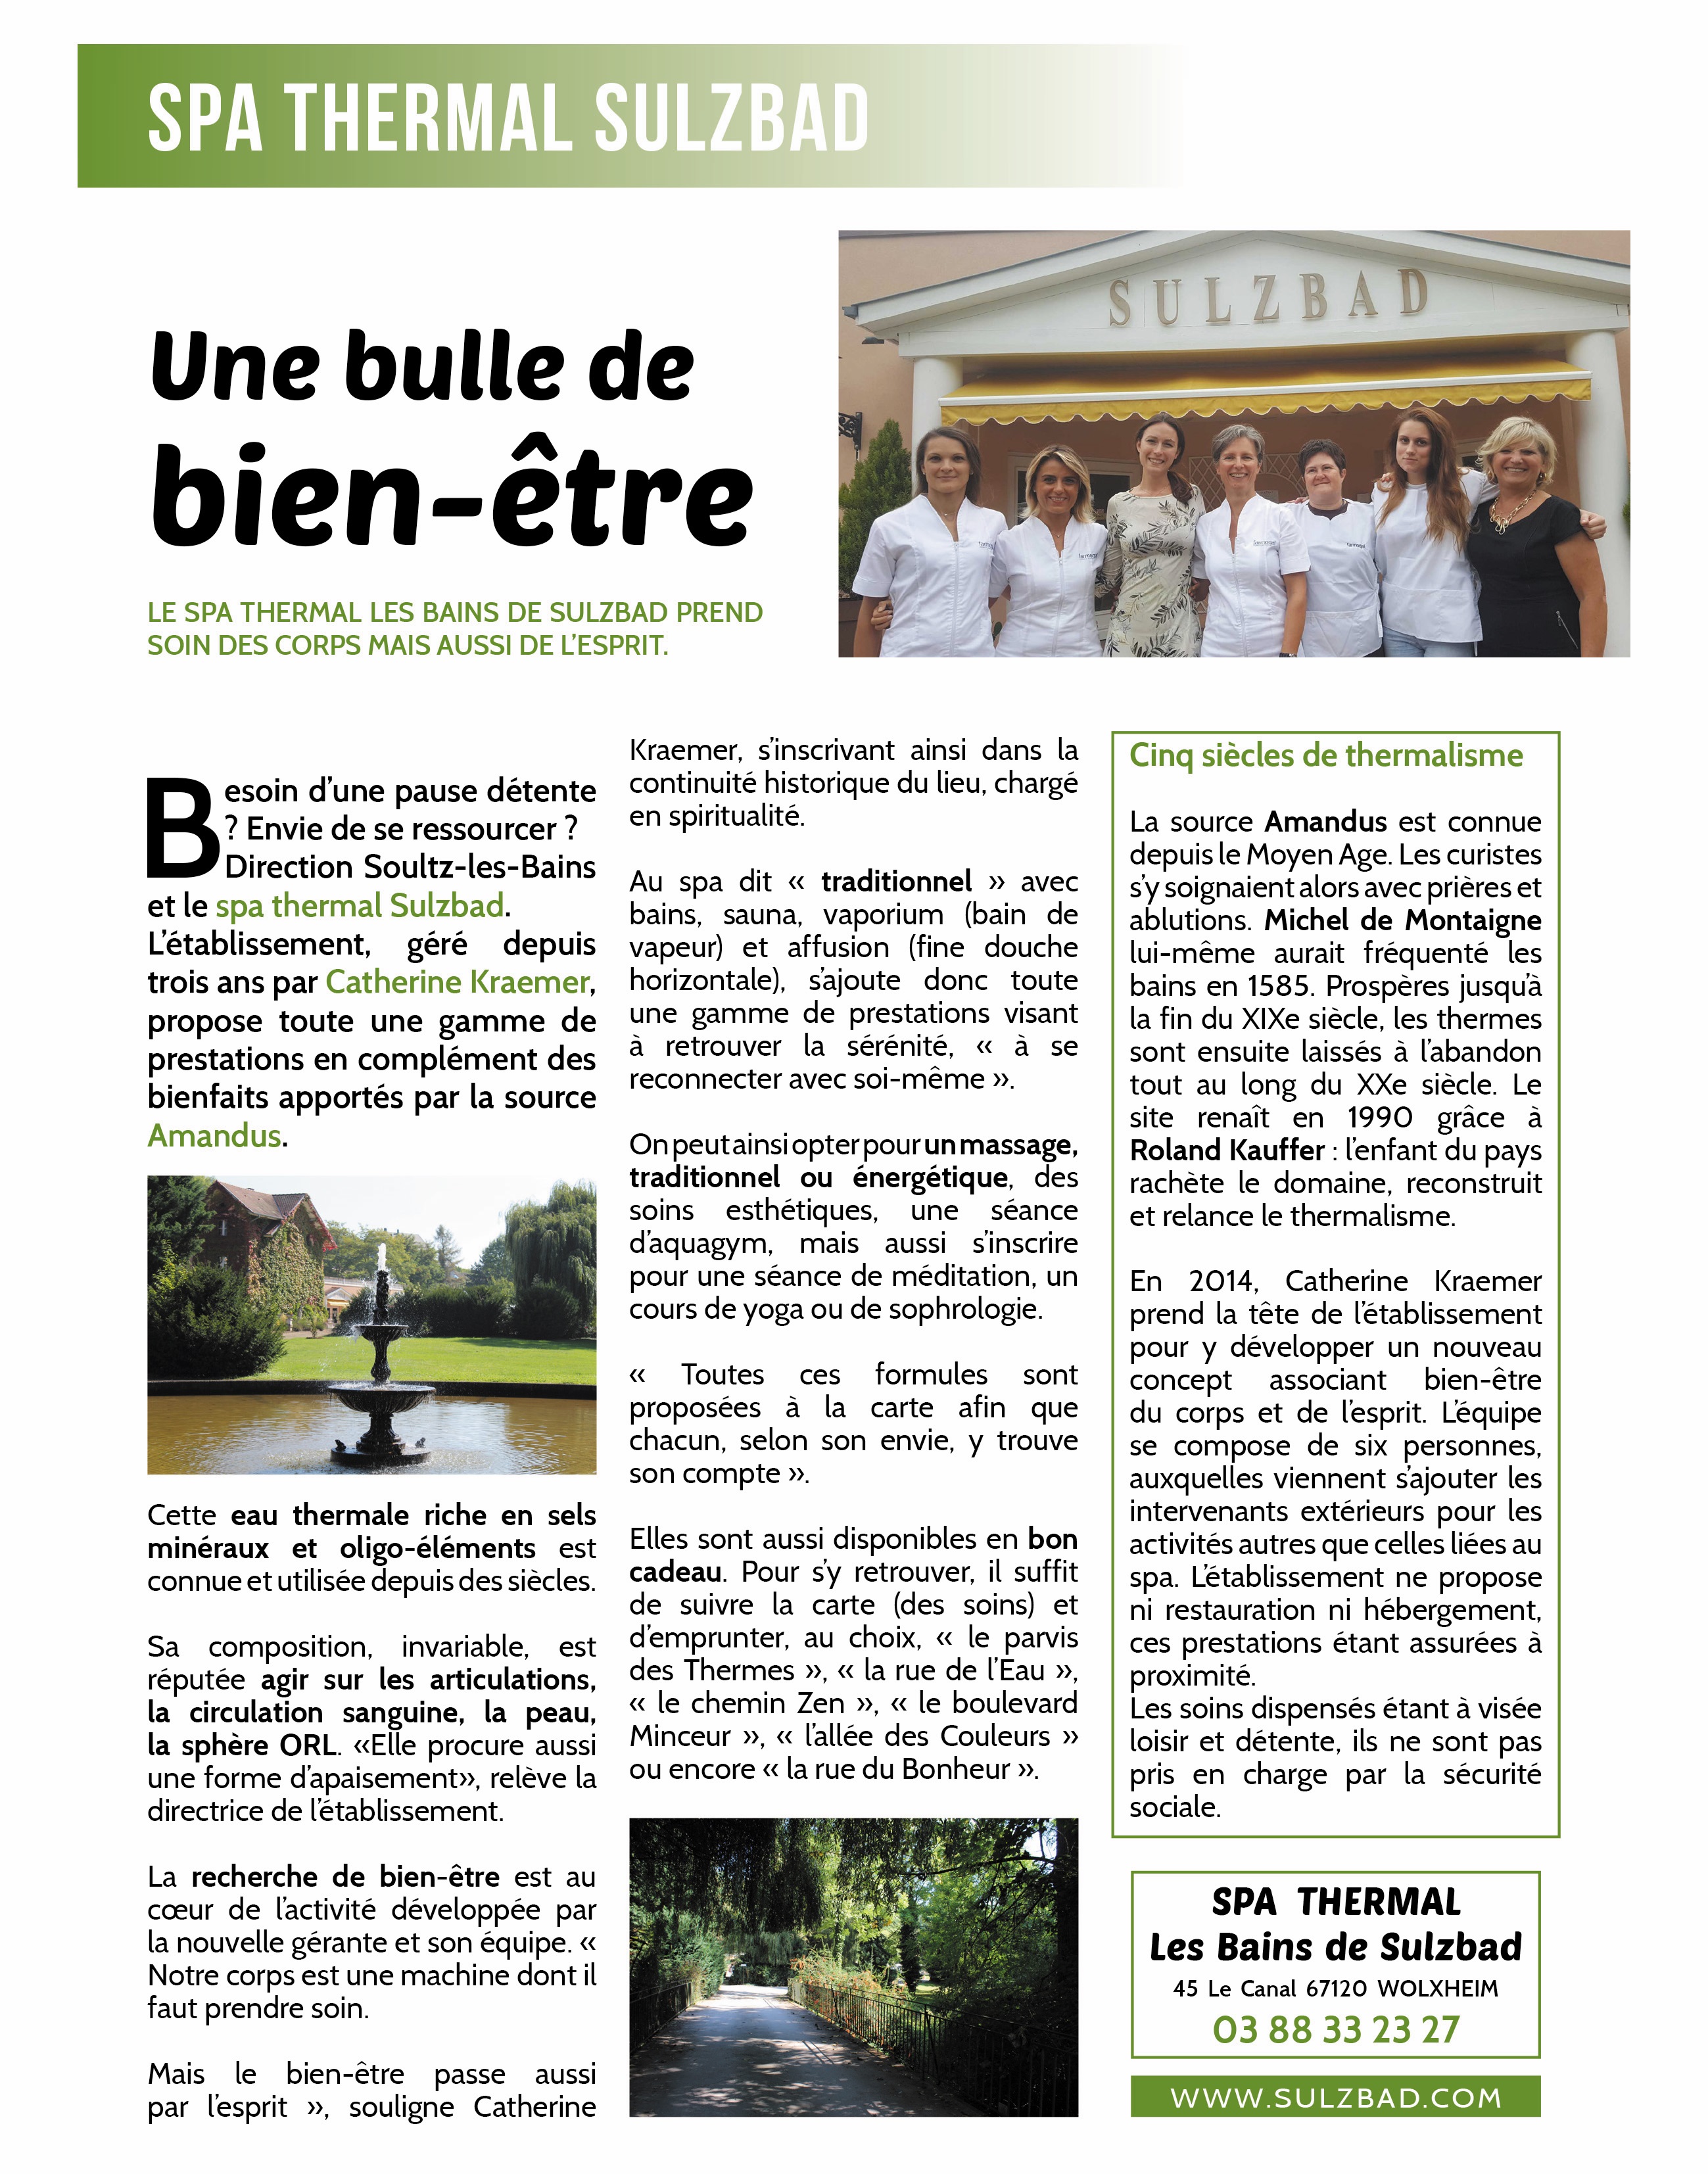 SPA THERMAL SULZBAD
SULZBAD
Une bulle de
bien-être
LE SPA THERMAL LES BAINS DE SULZBAD PREND
SOIN DES CORPS MAIS AUSSI DE L'ESPRIT.
Besoin d'une pause détente
? Envie de se ressourcer ?
Direction Soultz-les-Bains
et le spa thermal Sulzbad.
L'établissement, géré depuis
trois ans par Catherine Kraemer,
propose toute une gamme de
prestations en complément des
bienfaits apportés par la source
Amandus.
Cette eau thermale riche en sels
minéraux et oligo-éléments est
connue et utilisée depuis des siècles.
Sa composition, invariable, est
réputée agir sur les articulations,
la circulation sanguine, la peau,
la sphère ORL. «Elle procure aussi
une forme d'apaisement», relève la
directrice de l'établissement.
La recherche de bien-être est au
cœur de l'activité développée par
la nouvelle gérante et son équipe. «
Notre corps est une machine dont il
faut prendre soin.
Mais le bien-être passe aussi
par l'esprit », souligne Catherine
Kraemer, s'inscrivant ainsi dans la
continuité historique du lieu, chargé
en spiritualité.
Au spa dit « traditionnel » avec
bains, sauna, vaporium (bain de
vapeur) et affusion (fine douche
horizontale), s'ajoute donc toute
une gamme de prestations visant
à retrouver la sérénité, « à se
reconnecter avec soi-même ».
On peut ainsi opter pour un massage,
traditionnel ou énergétique, des
soins esthétiques, une séance
d'aquagym, mais aussi s'inscrire
pour une séance de méditation, un
cours de yoga ou de sophrologie.
« Toutes ces formules sont
proposées à la carte afin que
chacun, selon son envie, y trouve
son compte ».
Elles sont aussi disponibles en bon
cadeau. Pour s'y retrouver, il suffit
de suivre la carte (des soins) et
d'emprunter, au choix, « le parvis
des Thermes », « la rue de l'Eau »,
« le chemin Zen », « le boulevard
Minceur », « l'allée des Couleurs »
ou encore « la rue du Bonheur ».
Cinq siècles de thermalisme
La source Amandus est connue
depuis le Moyen Age. Les curistes
s'y soignaient alors avec prières et
ablutions. Michel de Montaigne
lui-même aurait fréquenté les
bains en 1585. Prospères jusqu'à
la fin du XIXe siècle, les thermes
sont ensuite laissés à l'abandon
tout au long du XXe siècle. Le
site renaît en 1990 grâce à
Roland Kauffer : l'enfant du pays
rachète le domaine, reconstruit
et relance le thermalisme.
En 2014, Catherine Kraemer
prend la tête de l'établissement
pour y développer un nouveau
concept associant bien-être
du corps et de l'esprit. L'équipe
se compose de six personnes,
auxquelles viennent s'ajouter les
intervenants extérieurs pour les
activités autres que celles liées au
spa. L'établissement ne propose
ni restauration ni hébergement,
ces prestations étant assurées à
proximité.
Les soins dispensés étant à visée
loisir et détente, ils ne sont pas
pris en charge par la sécurité
sociale.
SPA THERMAL
Les Bains de Sulzbad
45 Le Canal 67120 WOLXHEIM
03 88 33 23 27
WWW.SULZBAD.COM